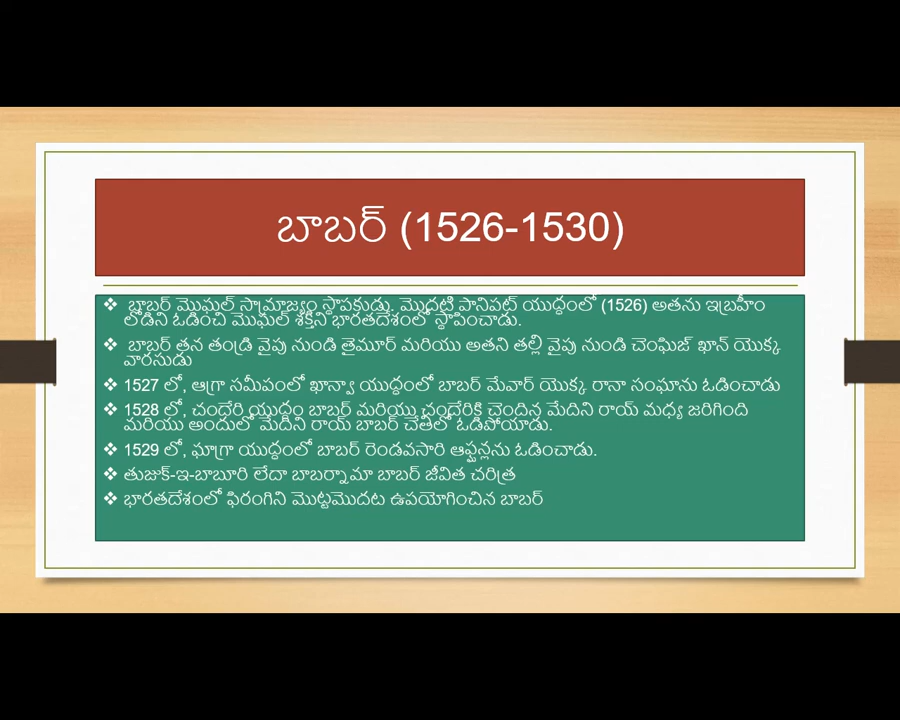 బాబర్ (1526-1530)
❖ బాబర్ మొఘల్ సామ్రాజ్యం స్థాపకుడు. మొదటి పానిపట్ యుద్ధంలో (1526) అతను ఇబ్రహీం
లోడిని ఓడించి మొఘల్ శక్తిని భారతదేశంలో స్థాపించాడు.
❖ బాబర్ తన తండ్రి వైపు నుండి తైమూర్ మరియు అతని తల్లి వైపు నుండి చెంఘిజ్ ఖాన్ యొక్క
వారసుడు
❖ 1527 లో, ఆగ్రా సమీపంలో ఖాన్వా యుద్ధంలో బాబర్ మేవార్ యొక్క రానా సంఘాను ఓడించాడు
❖ 1528 లో, చందేరి యుద్ధం బాబర్ మరియు చందేరికి చెందిన మేదిని రాయ్ మధ్య జరిగింది
మరియు అందులో మేదిని రాయ్ బాబర్ చేతిలో ఓడిపోయాడు.
❖ 1529 లో, ఘాగ్రా యుద్ధంలో బాబర్ రెండవసారి ఆఫ్ఘన్లను ఓడించాడు.
❖ తుజుక్-ఇ-బాబూరి లేదా బాబర్నామా బాబర్ జీవిత చరిత్ర
❖ భారతదేశంలో ఫిరంగిని మొట్టమొదట ఉపయోగించిన బాబర్